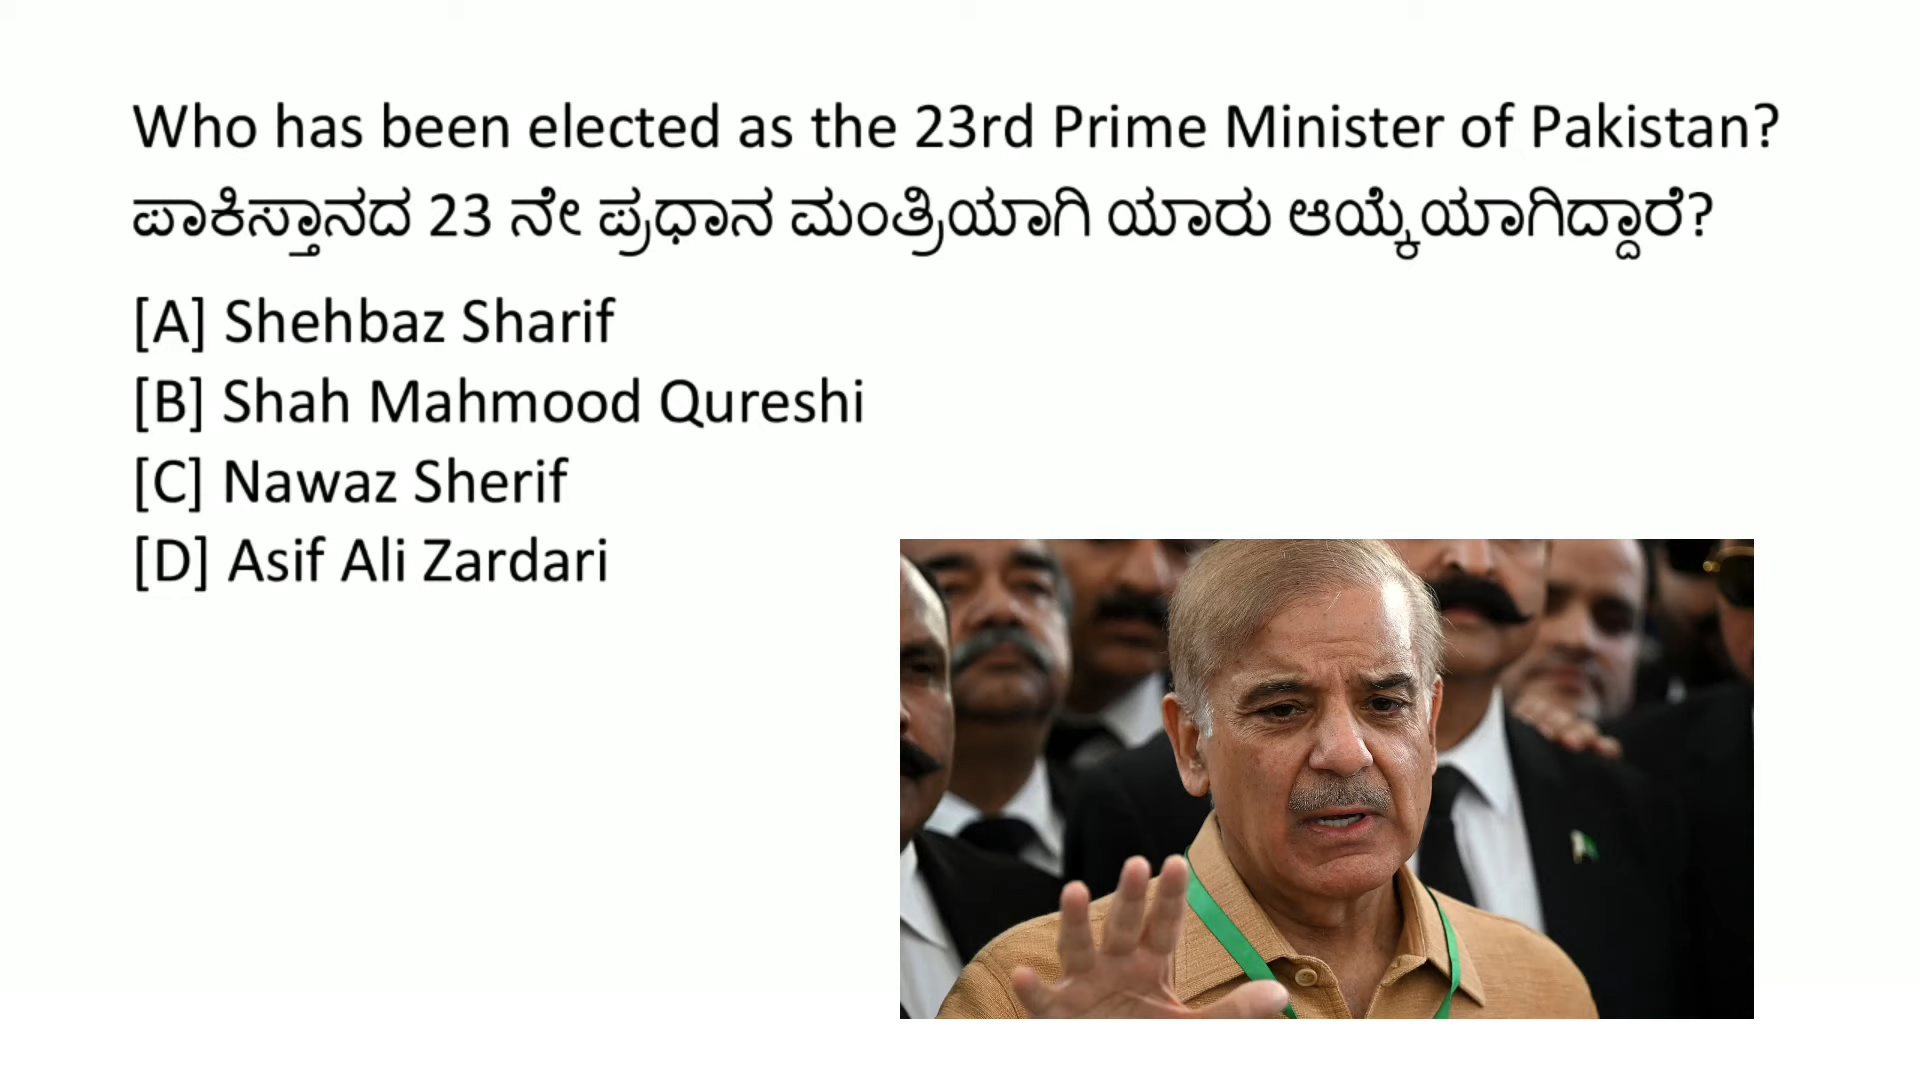 Who has been elected as the 23rd Prime Minister of Pakistan?
ಪಾಕಿಸ್ತಾನದ 23 ನೇ ಪ್ರಧಾನ ಮಂತ್ರಿಯಾಗಿ ಯಾರು ಆಯ್ಕೆಯಾಗಿದ್ದಾರೆ?
[A] Shehbaz Sharif
[B] Shah Mahmood Qureshi
[C] Nawaz Sherif
[D] Asif Ali Zardari